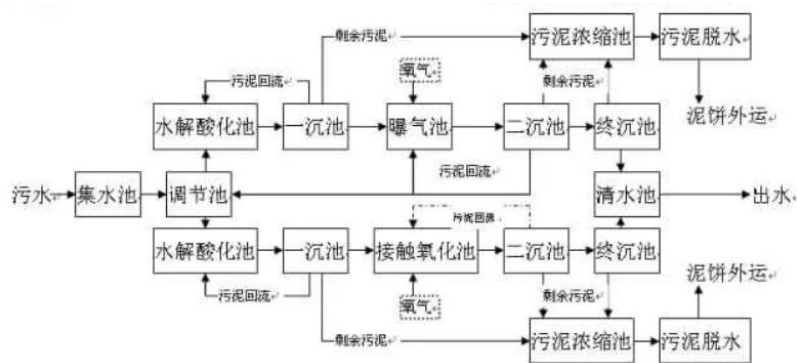 剩余污泥
污泥浓缩池
污泥脱水
污泥回流
氧气
剩余污泥
泥饼外运
水解酸化池
一沉池
曝气池
二沉池
终沉池
污泥回流
污水
集水池
调节池
清水池
出水
污泥回流
水解酸化池
一沉池
接触氧化池
二沉池
终沉池
泥饼外运
污泥回流
氧气
剩余污泥
剩余污泥
污泥浓缩池
污泥脱水